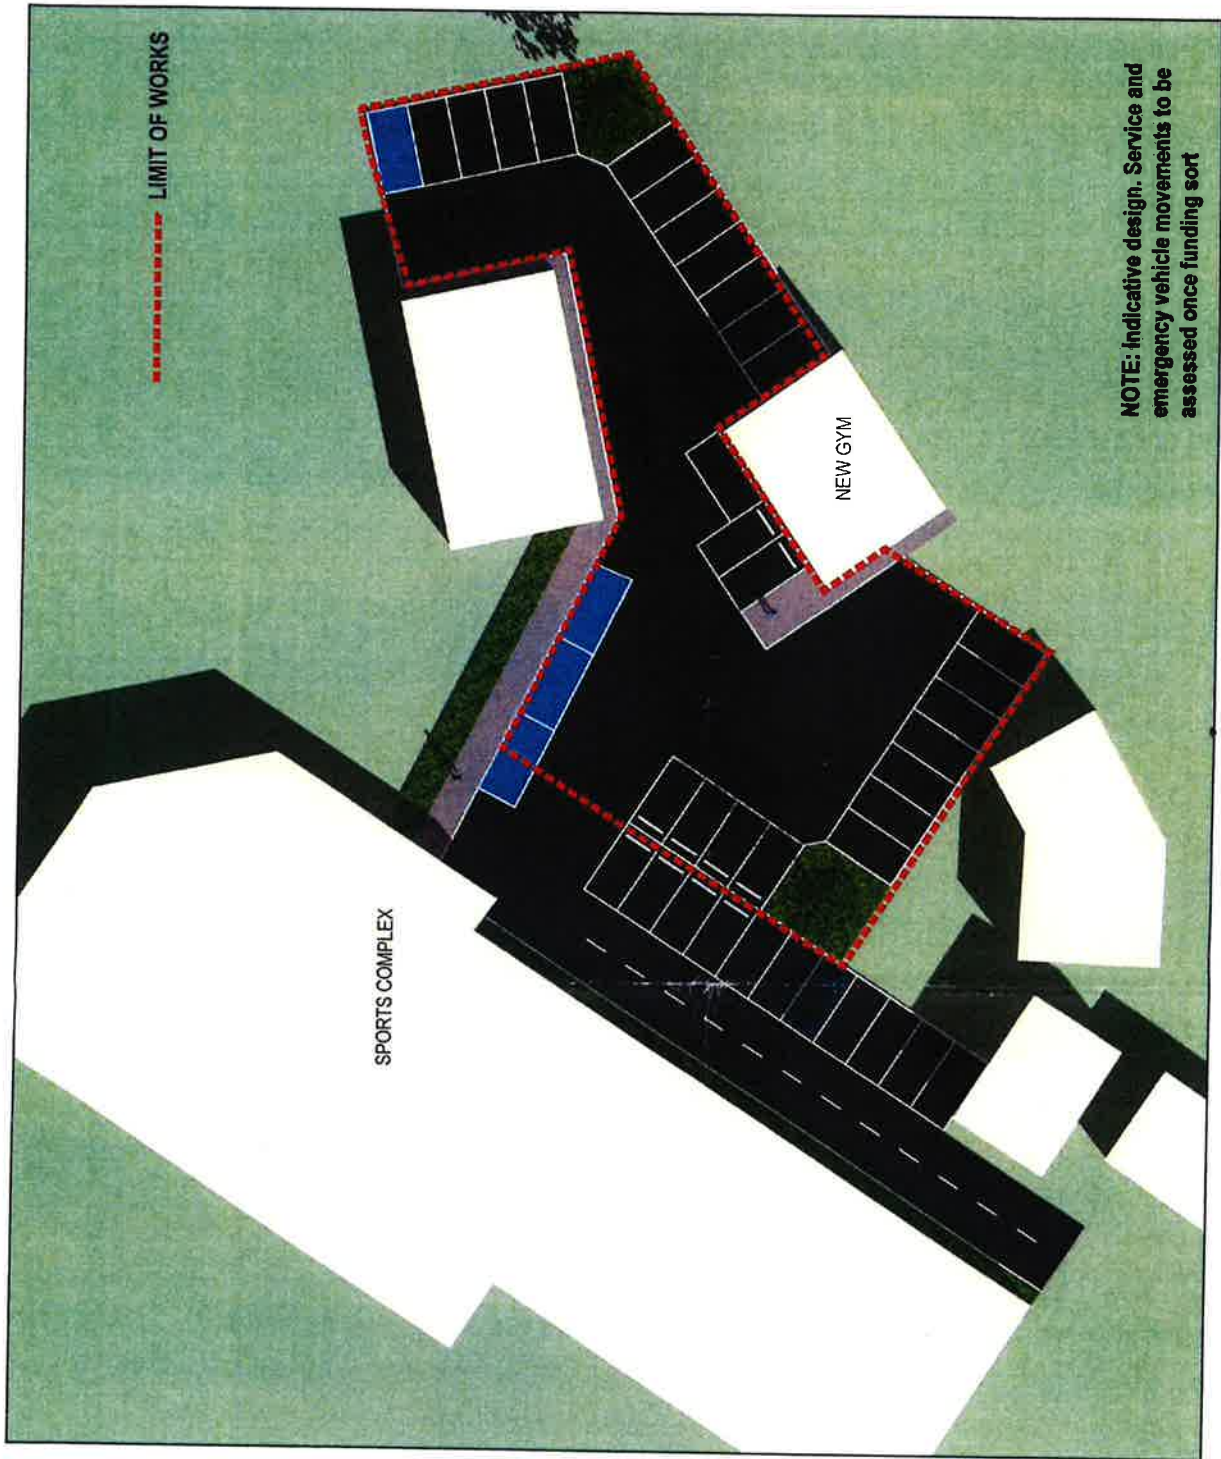 LIMIT OF WORKS
SPORTS COMPLEX
NEW GYM
NOTE: Indicative design. Service and
emergency vehicle movements to be
assessed once funding sort